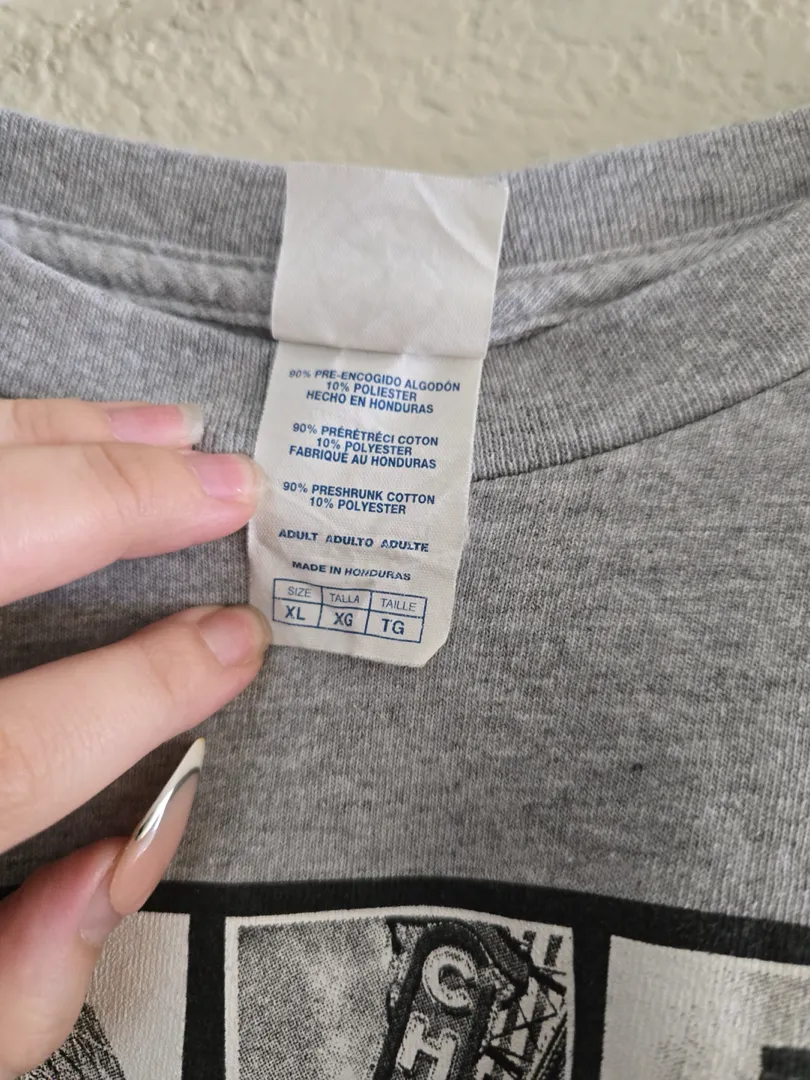 90% PRE-ENCOGIDO ALGODÓN
10% POLIESTER
HECHO EN HONDURAS
90% PRÉRÉTRÉCI COTON
10% POLYESTER
FABRIQUÉ AU HONDURAS
90% PRESHRUNK COTTON
10% POLYESTER
ADULT ADULTO ADULTE
MADE IN HONDURAS
SIZE TALLA TAILLE
XL XG TG
C
H